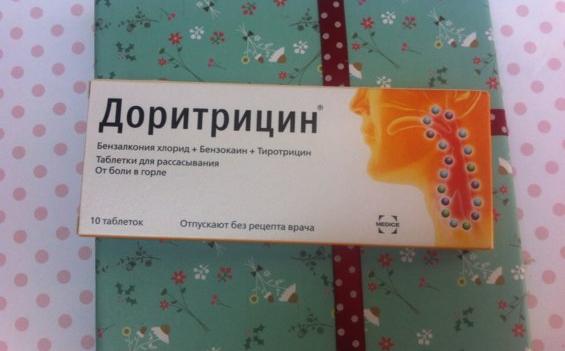 Доритрицин®
Бензалкония хлорид + Бензокаин + Тиротрицин
Таблетки для рассасывания
От боли в горле
10 таблеток
Отпускают без рецепта врача
MEDICE